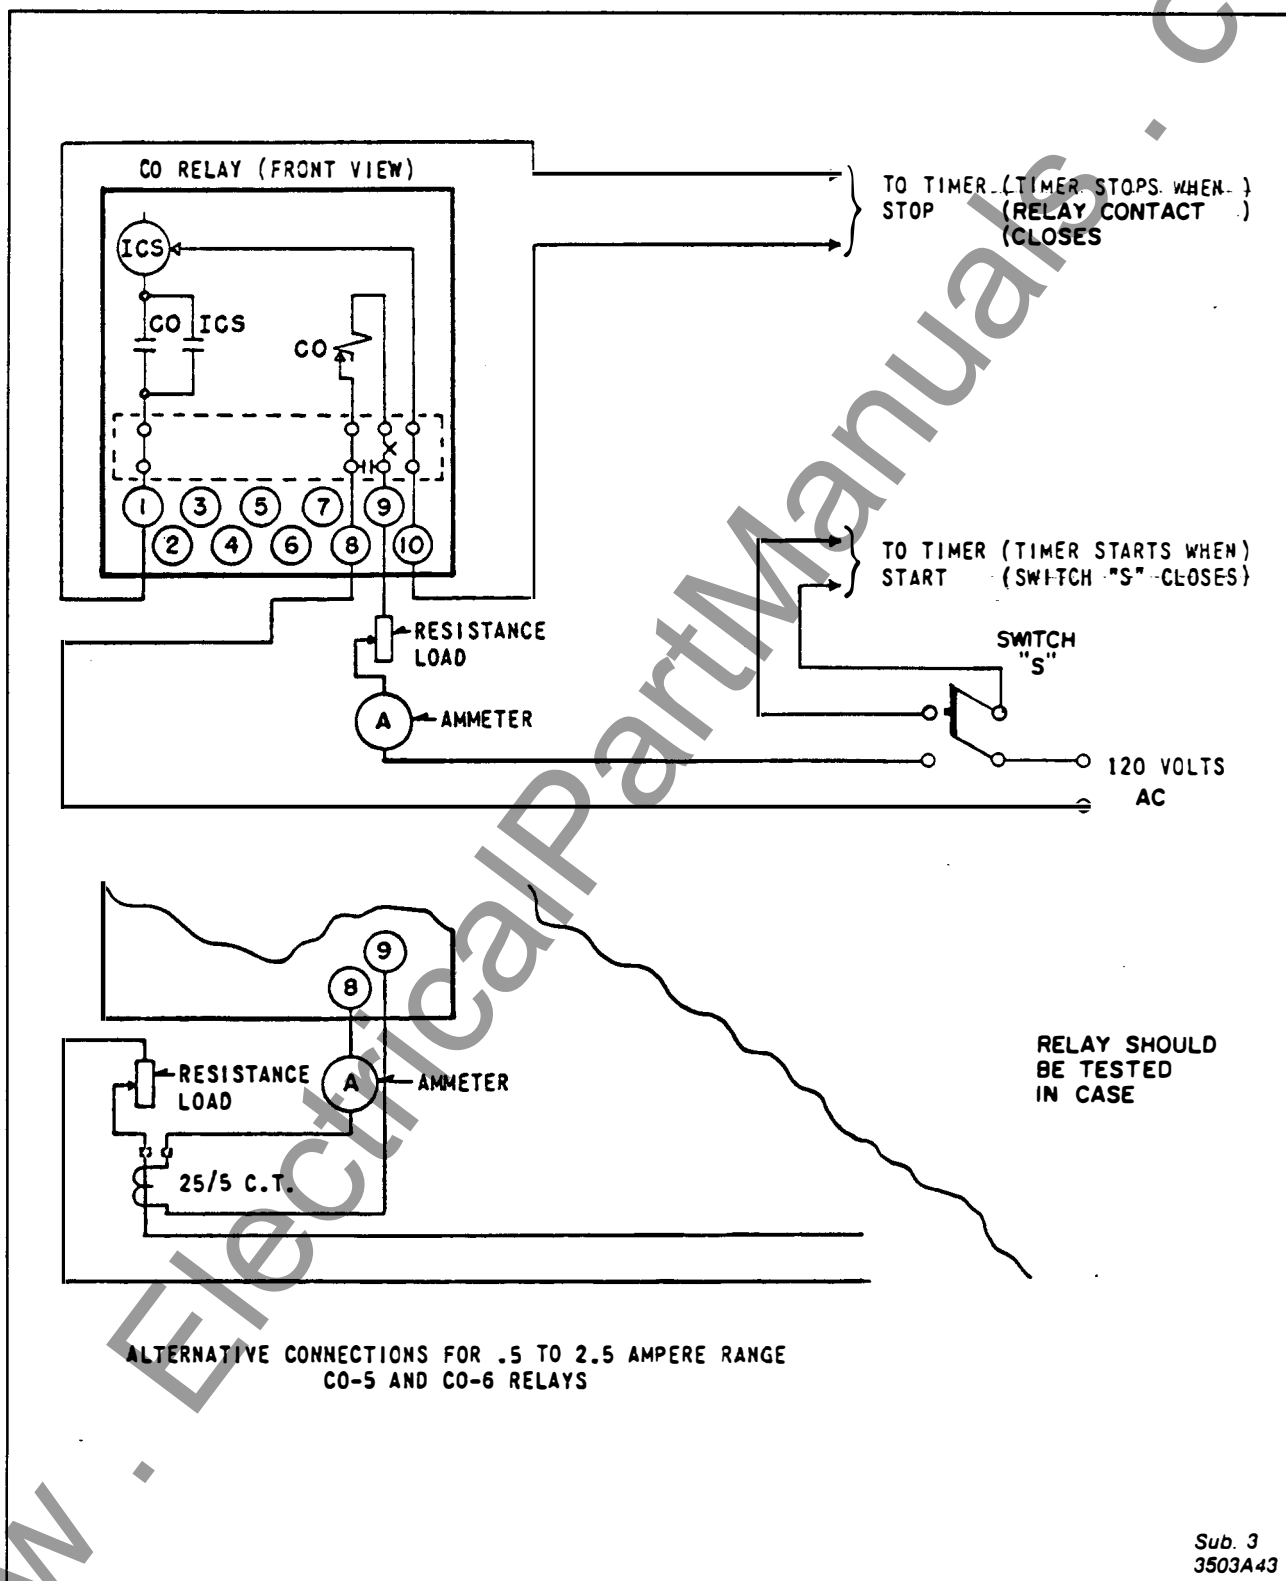 CO RELAY (FRONT VIEW)
TO TIMER (TIMER STOPS WHEN )
STOP (RELAY CONTACT )
(CLOSES
ICS
CO ICS
CO
1 3 5 7 9
2 4 6 8 10
TO TIMER (TIMER STARTS WHEN)
START (SWITCH "S" CLOSES)
RESISTANCE
LOAD
SWITCH
"S"
A AMMETER
120 VOLTS
AC
9
8
RESISTANCE
LOAD
A AMMETER
25/5 C.T.
RELAY SHOULD
BE TESTED
IN CASE
ALTERNATIVE CONNECTIONS FOR .5 TO 2.5 AMPERE RANGE
CO-5 AND CO-6 RELAYS
Sub. 3
3503A43
w . ElectricalPartManuals . c